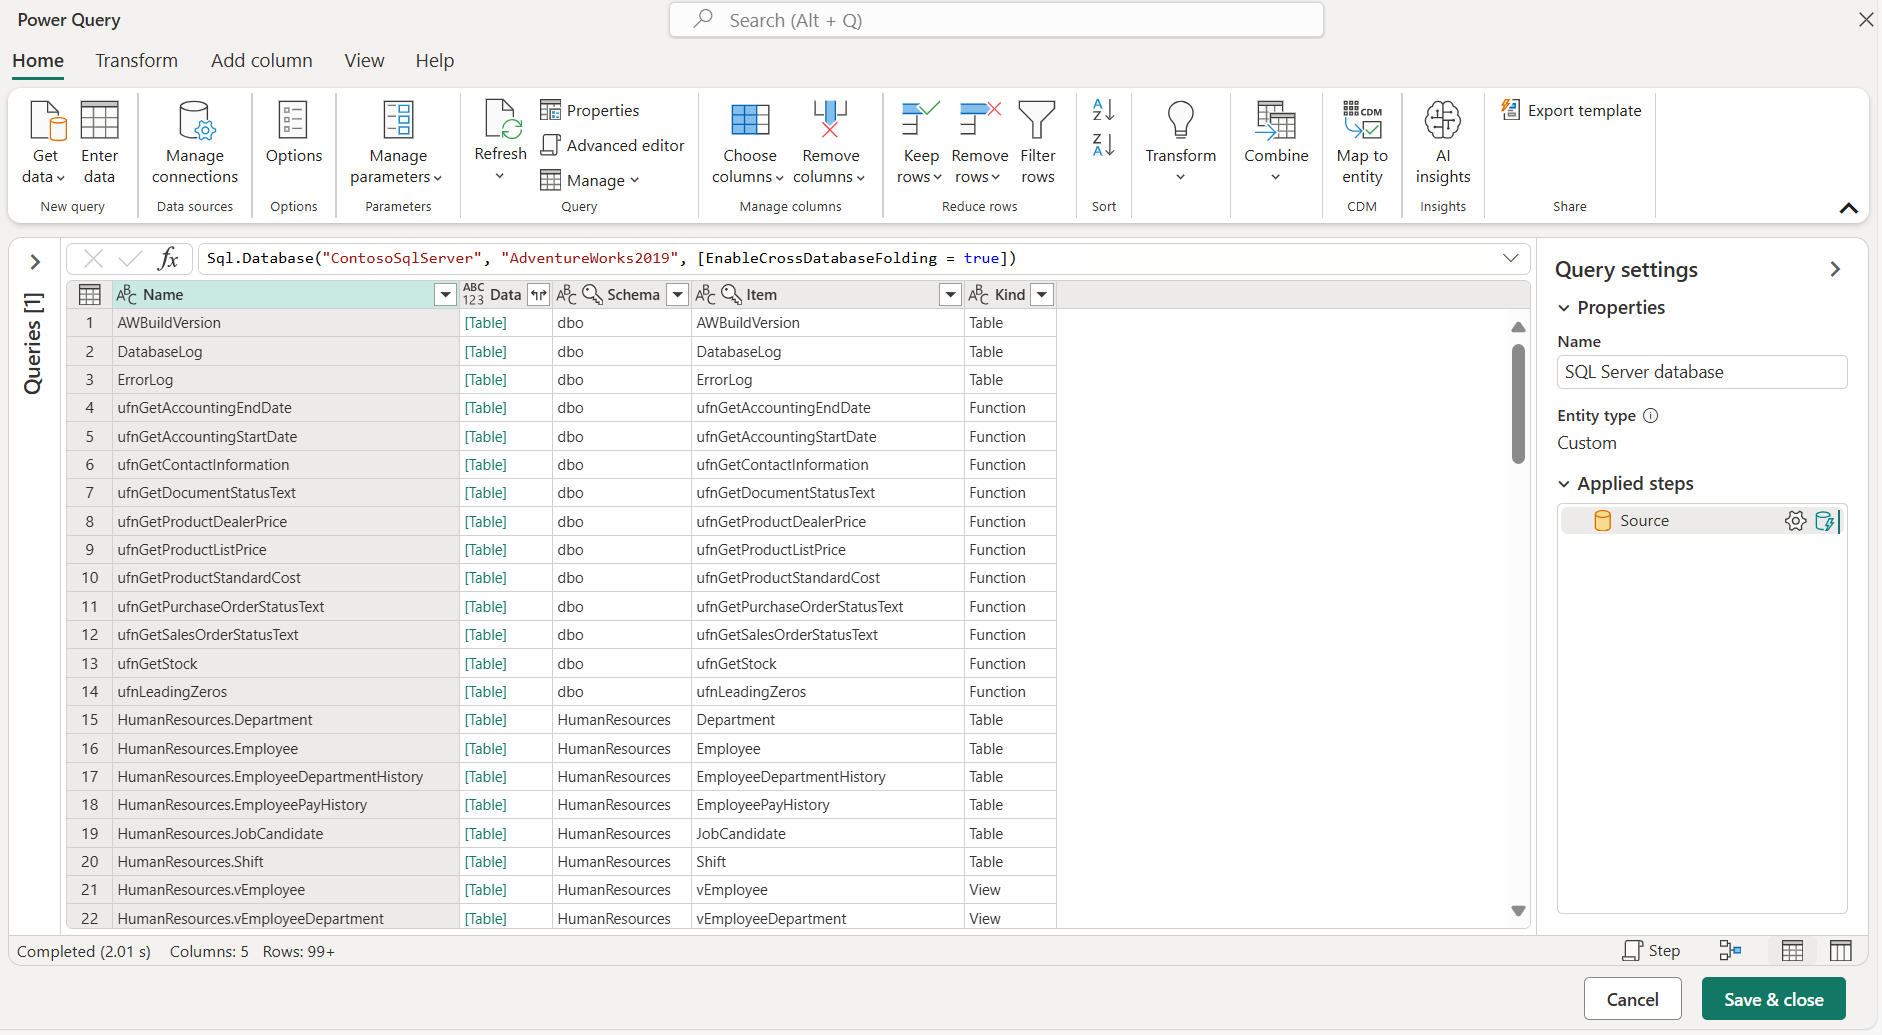 Power Query
Search (Alt + Q)
Home Transform Add column View Help
Get data
Enter data
New query
Manage connections
Data sources
Options
Options
Manage parameters
Parameters
Refresh
Properties
Advanced editor
Manage
Query
Choose columns
Remove columns
Manage columns
Keep rows
Remove rows
Filter rows
Reduce rows
A Z
Z A
Sort
Transform
Combine
CDM
Map to entity
CDM
AI insights
Insights
Export template
Share
Queries [1]
fx
Sql.Database("ContosoSqlServer", "AdventureWorks2019", [EnableCrossDatabaseFolding = true])
ABC Name ABC 123 Data ABC Schema ABC Item ABC Kind
1 AWBuildVersion [Table] dbo AWBuildVersion Table
2 DatabaseLog [Table] dbo DatabaseLog Table
3 ErrorLog [Table] dbo ErrorLog Table
4 ufnGetAccountingEndDate [Table] dbo ufnGetAccountingEndDate Function
5 ufnGetAccountingStartDate [Table] dbo ufnGetAccountingStartDate Function
6 ufnGetContactInformation [Table] dbo ufnGetContactInformation Function
7 ufnGetDocumentStatusText [Table] dbo ufnGetDocumentStatusText Function
8 ufnGetProductDealerPrice [Table] dbo ufnGetProductDealerPrice Function
9 ufnGetProductListPrice [Table] dbo ufnGetProductListPrice Function
10 ufnGetProductStandardCost [Table] dbo ufnGetProductStandardCost Function
11 ufnGetPurchaseOrderStatusText [Table] dbo ufnGetPurchaseOrderStatusText Function
12 ufnGetSalesOrderStatusText [Table] dbo ufnGetSalesOrderStatusText Function
13 ufnGetStock [Table] dbo ufnGetStock Function
14 ufnLeadingZeros [Table] dbo ufnLeadingZeros Function
15 HumanResources.Department [Table] HumanResources Department Table
16 HumanResources.Employee [Table] HumanResources Employee Table
17 HumanResources.EmployeeDepartmentHistory [Table] HumanResources EmployeeDepartmentHistory Table
18 HumanResources.EmployeePayHistory [Table] HumanResources EmployeePayHistory Table
19 HumanResources.JobCandidate [Table] HumanResources JobCandidate Table
20 HumanResources.Shift [Table] HumanResources Shift Table
21 HumanResources.vEmployee [Table] HumanResources vEmployee View
22 HumanResources.vEmployeeDepartment [Table] HumanResources vEmployeeDepartment View
Query settings
Properties
Name
SQL Server database
Entity type
Custom
Applied steps
Source
Completed (2.01 s) Columns: 5 Rows: 99+
Step
Cancel
Save & close